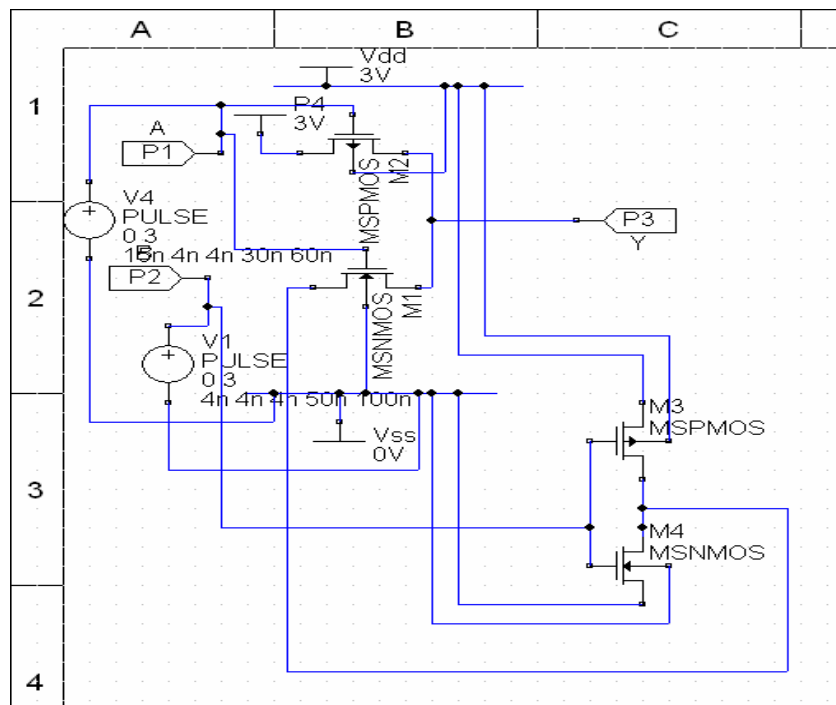 A B C
Vdd
3V
1
P4
3V
A
P1
MSPMOS
M2
V4
PULSE
0 3
15n 4n 4n 30n 60n
P3
Y
B
P2
2
MSNMOS
M1
V1
PULSE
0 3
4n 4n 4n 50n 100n
Vss
0V
M3
MSPMOS
3
M4
MSNMOS
4